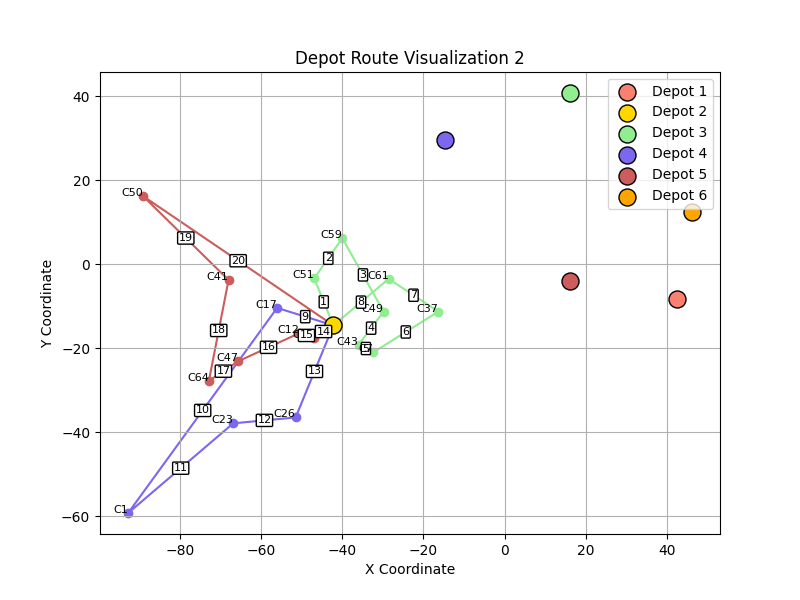 Depot Route Visualization 2
Y Coordinate
X Coordinate
40
20
0
−20
−40
−60
−80
−60
−40
−20
0
20
40
Depot 1
Depot 2
Depot 3
Depot 4
Depot 5
Depot 6
C50
C59
C41
C51
C61
C17
C49
C37
C12
C43
C47
C64
C23
C26
C1
1
2
3
4
5
6
7
8
9
10
11
12
13
14
15
16
17
18
19
20